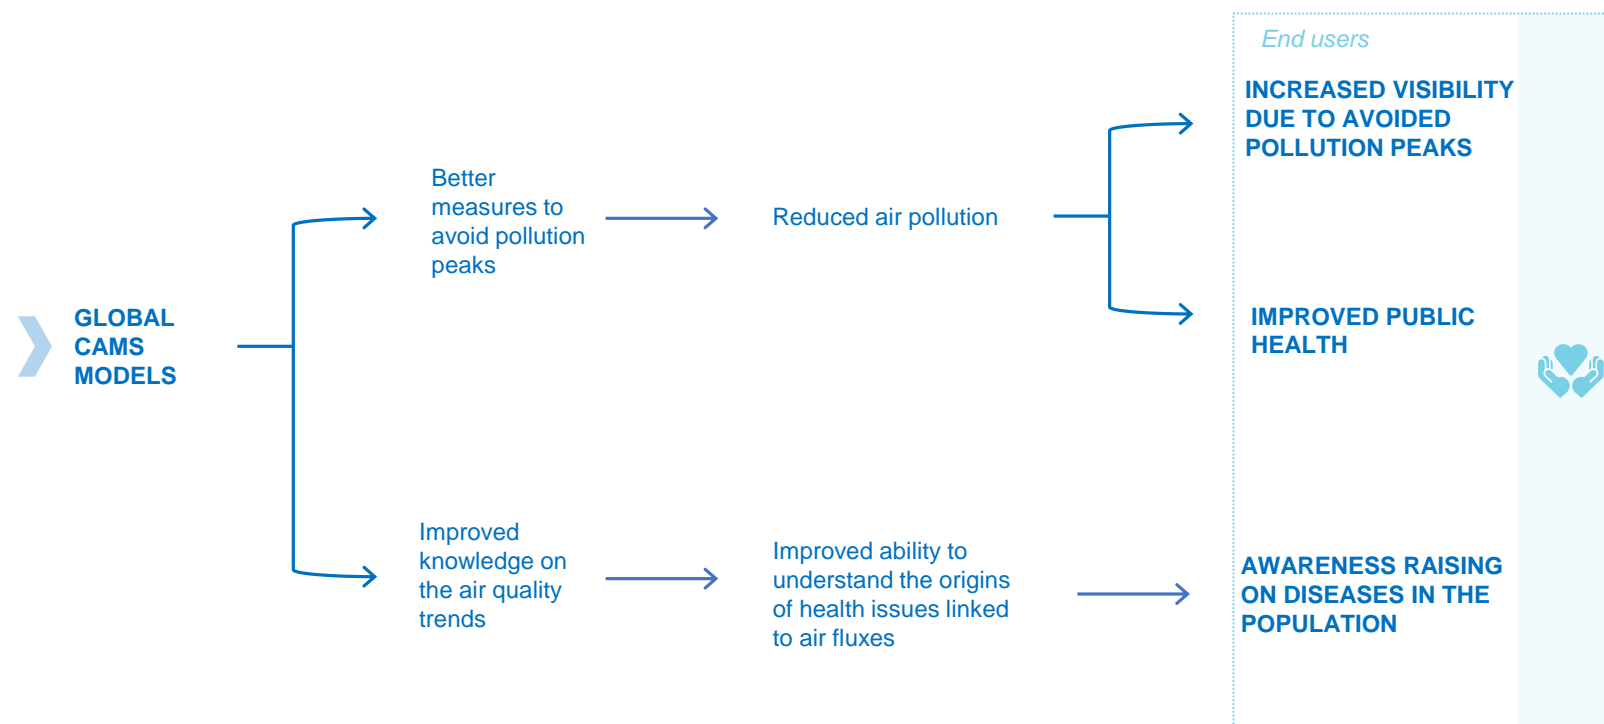 End users
INCREASED VISIBILITY
DUE TO AVOIDED
POLLUTION PEAKS
Better
measures to
avoid pollution
peaks
Reduced air pollution
GLOBAL
CAMS
MODELS
IMPROVED PUBLIC
HEALTH
Improved
knowledge on
the air quality
trends
Improved ability to
understand the origins
of health issues linked
to air fluxes
AWARENESS RAISING
ON DISEASES IN THE
POPULATION